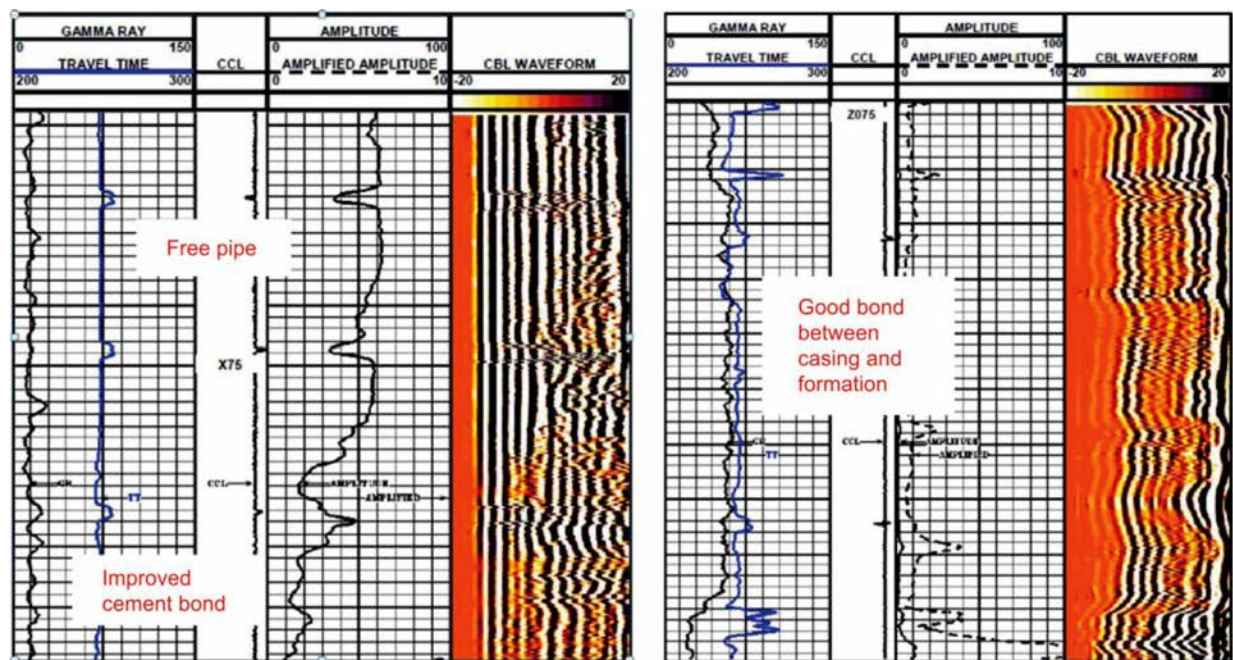 GAMMA RAY
0 150
TRAVEL TIME
200 300
CCL
AMPLITUDE
0 100
AMPLIFIED AMPLITUDE
0 10
CBL WAVEFORM
-20 20
Free pipe
X75
GR
TT
CCL
AMPLITUDE
AMPLIFIED
Improved
cement bond
GAMMA RAY
0 150
TRAVEL TIME
200 300
CCL
AMPLITUDE
0 100
AMPLIFIED AMPLITUDE
0 10
CBL WAVEFORM
-20 20
Z075
Good bond
between
casing and
formation
GR
TT
CCL
AMPLITUDE
AMPLIFIED